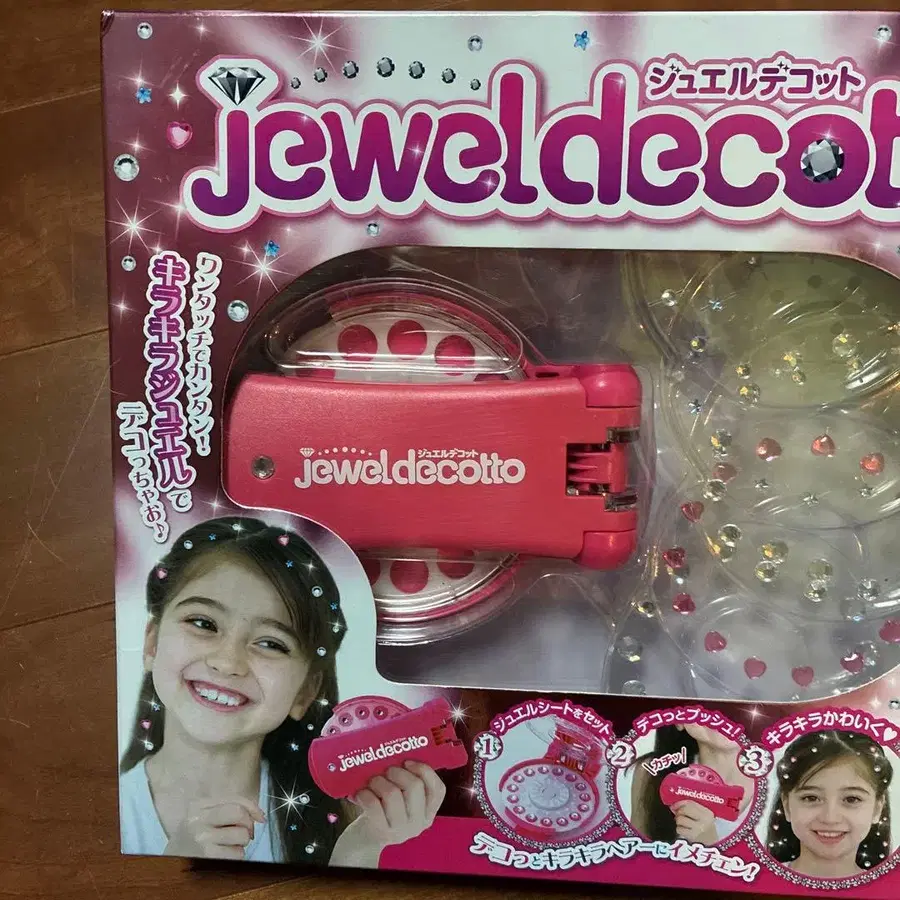 ジュエルデコット
jeweldecot
ワンタッチでカンタン!
キラキラジュエルで
デコっちゃお♪
ジュエルデコット
jeweldecotto
jeweldecotto
1 ジュエルシートをセット
2 デコっとプッシュ!
カチッ
jeweldecotto
3 キラキラかわいく♥
デコっとキラキラヘアーにイメチェン!